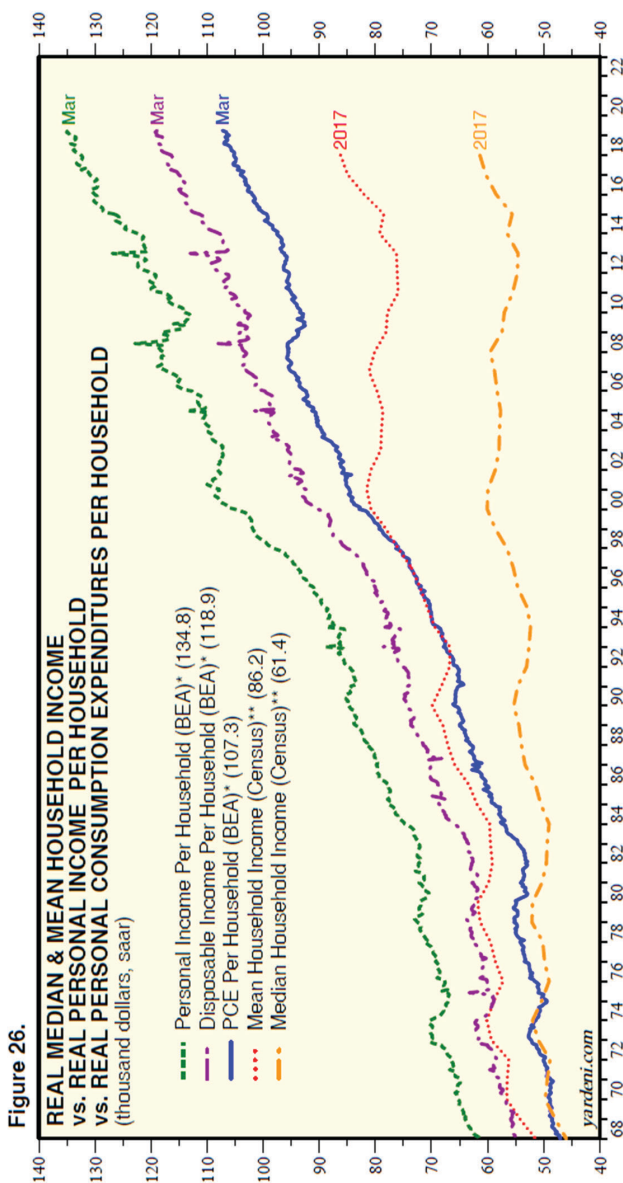 Figure 26.
REAL MEDIAN & MEAN HOUSEHOLD INCOME
vs. REAL PERSONAL INCOME PER HOUSEHOLD
vs. REAL PERSONAL CONSUMPTION EXPENDITURES PER HOUSEHOLD
(thousand dollars, saar)
Personal Income Per Household (BEA)* (134.8)
Disposable Income Per Household (BEA)* (118.9)
PCE Per Household (BEA)* (107.3)
Mean Household Income (Census)** (86.2)
Median Household Income (Census)** (61.4)
140
130
120
110
100
90
80
70
60
50
40
Mar
Mar
Mar
2017
2017
140
130
120
110
100
90
80
70
60
50
40
yardeni.com
68 70 72 74 76 78 80 82 84 86 88 90 92 94 96 98 00 02 04 06 08 10 12 14 16 18 20 22